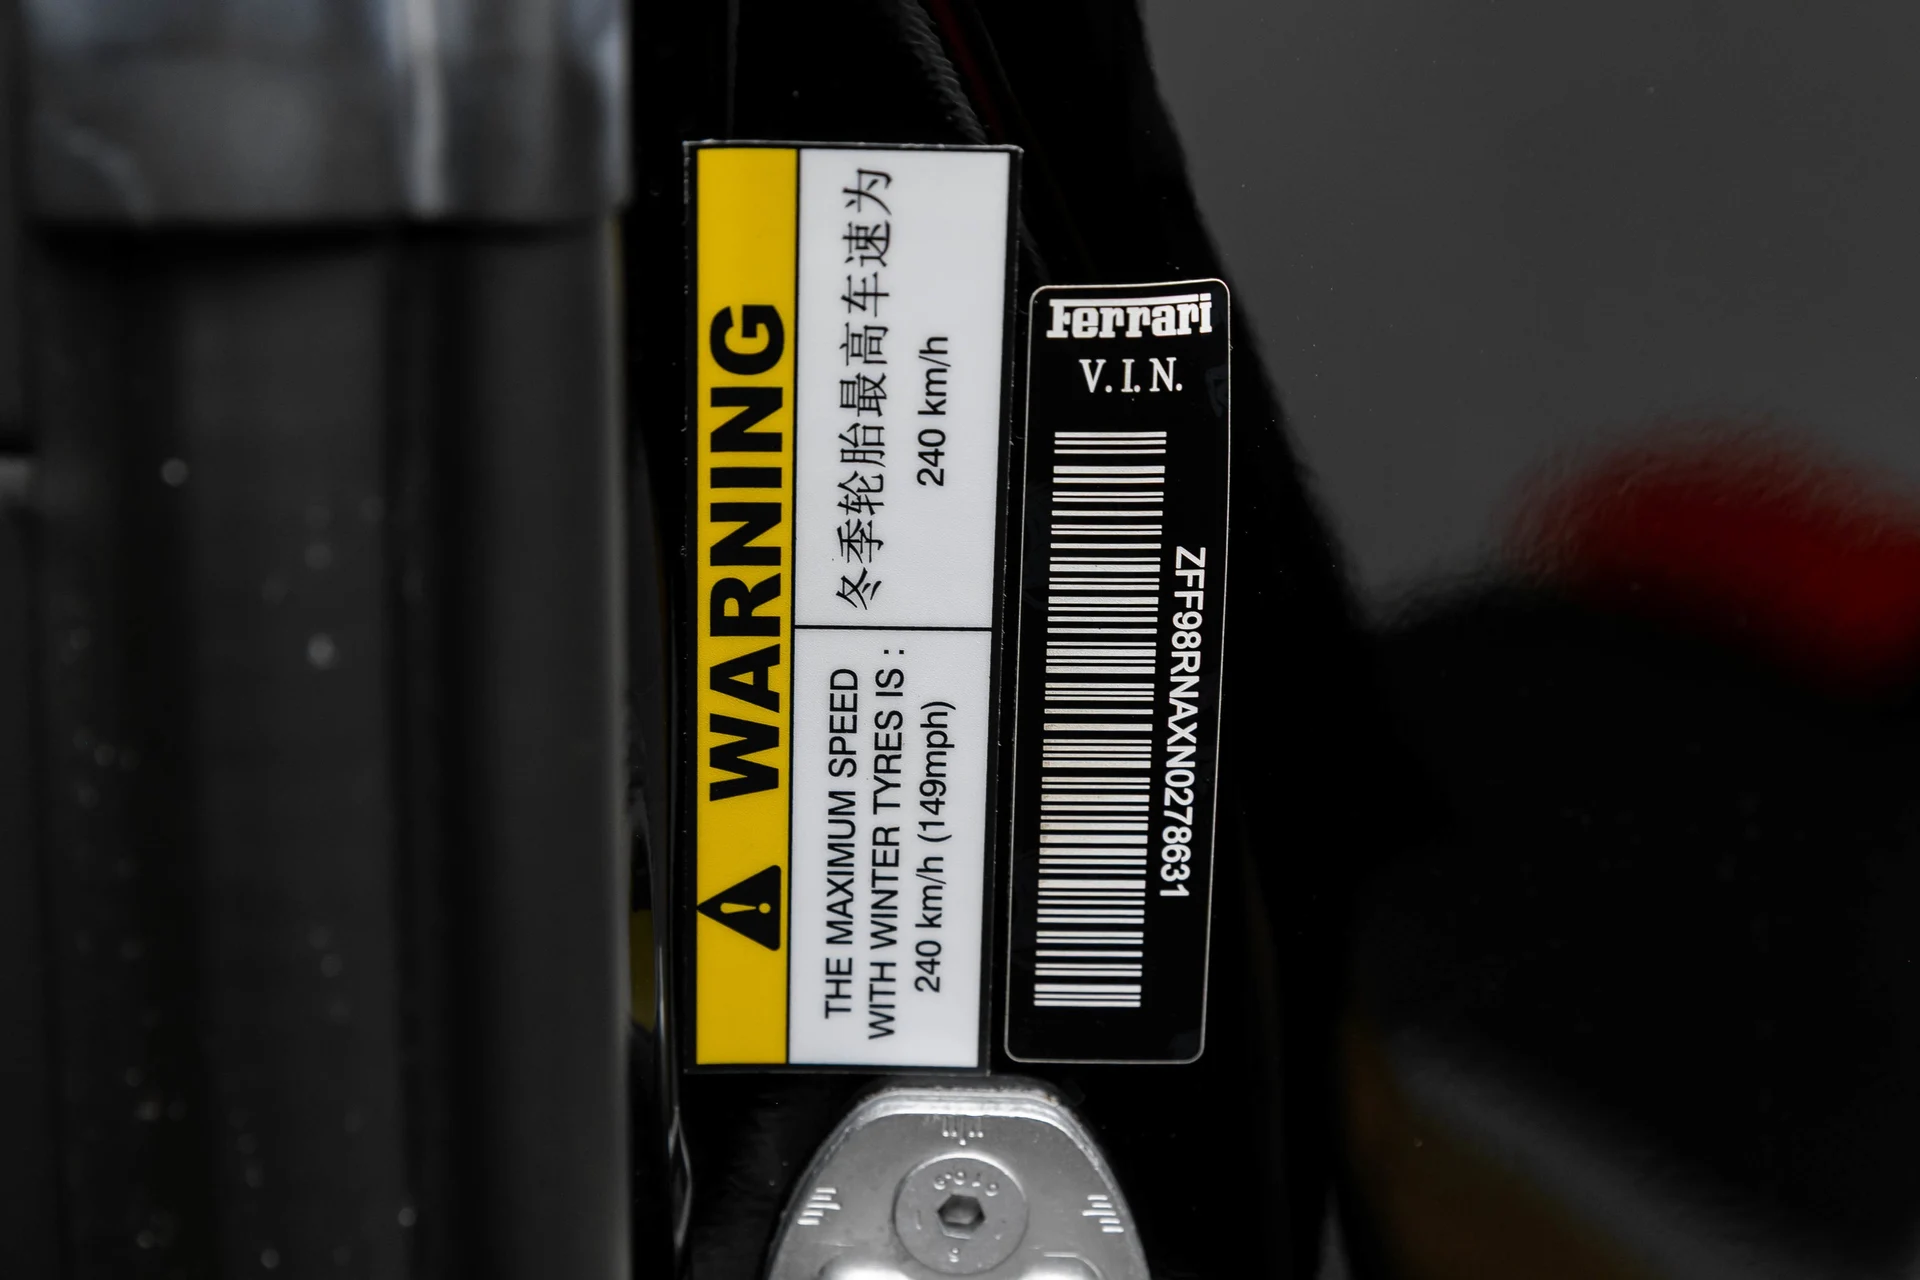 WARNING
冬季轮胎最高车速为
240 km/h
THE MAXIMUM SPEED
WITH WINTER TYRES IS :
240 km/h (149mph)
Ferrari
V.I.N.
ZFF98RNAXN0278631